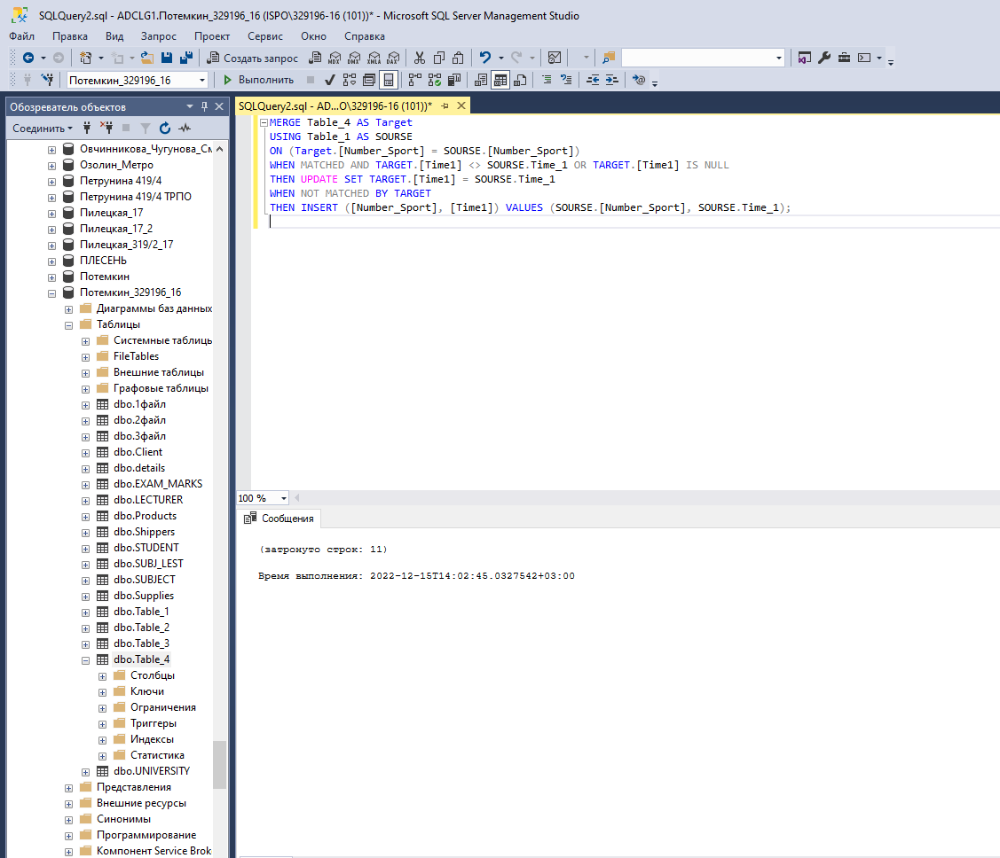 SQLQuery2.sql - ADCLG1.Потемкин_329196_16 (ISPO\329196-16 (101))* - Microsoft SQL Server Management Studio
Файл Правка Вид Запрос Проект Сервис Окно Справка
Создать запрос MDX DMX XMLA DAX
Потемкин_329196_16 Выполнить
Обозреватель объектов
SQLQuery2.sql - AD...O\329196-16 (101))*
Соединить
Овчинникова_Чугунова_См
Озолин_Метро
Петрунина 419/4
Петрунина 419/4 ТРПО
Пилецкая_17
Пилецкая_17_2
Пилецкая_319/2_17
ПЛЕСЕНЬ
Потемкин
Потемкин_329196_16
Диаграммы баз данных
Таблицы
Системные таблицы
FileTables
Внешние таблицы
Графовые таблицы
dbo.1файл
dbo.2файл
dbo.3файл
dbo.Client
dbo.details
dbo.EXAM_MARKS
dbo.LECTURER
dbo.Products
dbo.Shippers
dbo.STUDENT
dbo.SUBJ_LEST
dbo.SUBJECT
dbo.Supplies
dbo.Table_1
dbo.Table_2
dbo.Table_3
dbo.Table_4
Столбцы
Ключи
Ограничения
Триггеры
Индексы
Статистика
dbo.UNIVERSITY
Представления
Внешние ресурсы
Синонимы
Программирование
Компонент Service Brok
MERGE Table_4 AS Target
USING Table_1 AS SOURSE
ON (Target.[Number_Sport] = SOURSE.[Number_Sport])
WHEN MATCHED AND TARGET.[Time1] <> SOURSE.Time_1 OR TARGET.[Time1] IS NULL
THEN UPDATE SET TARGET.[Time1] = SOURSE.Time_1
WHEN NOT MATCHED BY TARGET
THEN INSERT ([Number_Sport], [Time1]) VALUES (SOURSE.[Number_Sport], SOURSE.Time_1);
100 %
Сообщения
(затронуто строк: 11)
Время выполнения: 2022-12-15T14:02:45.0327542+03:00